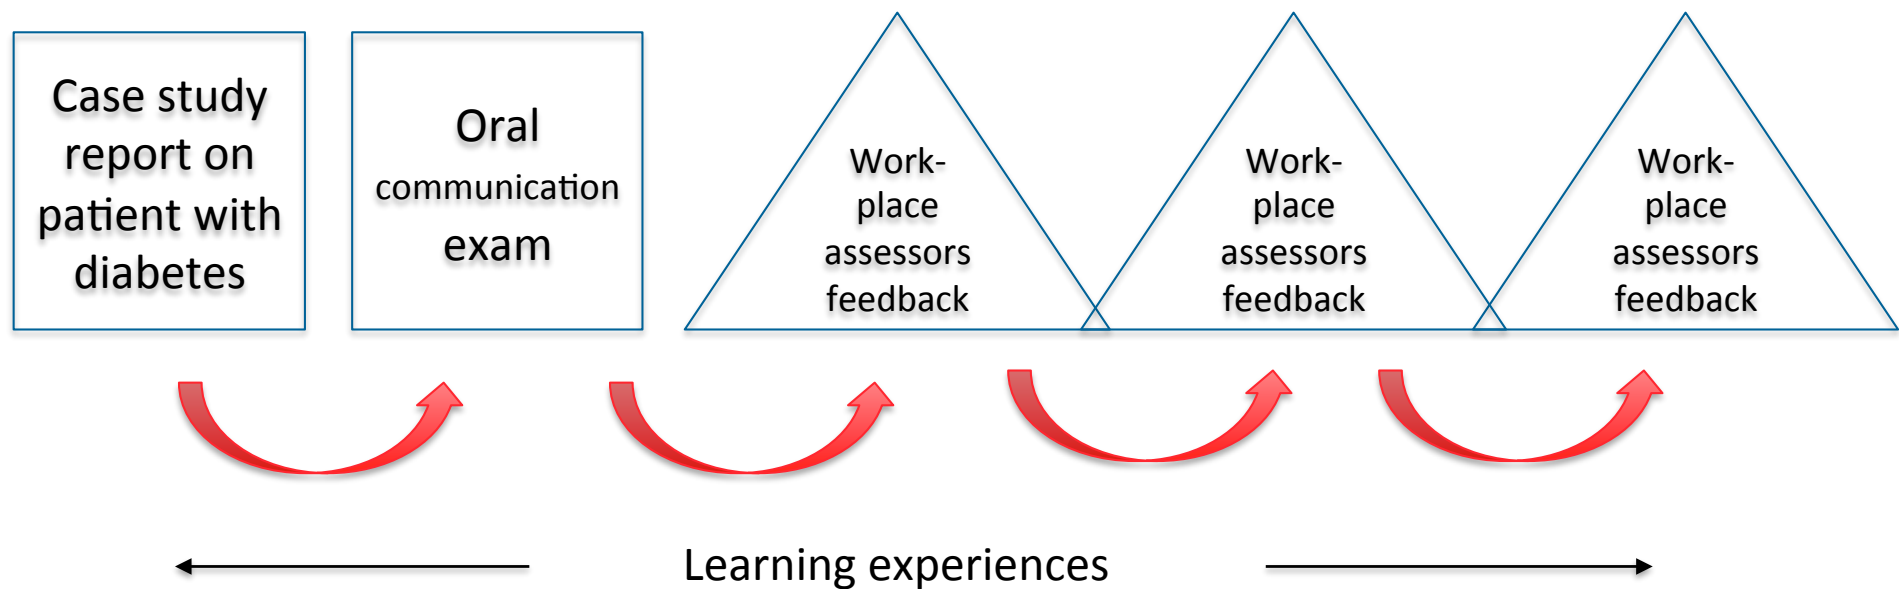 Case study
report on
patient with
diabetes
Oral
communication
exam
Work-
place
assessors
feedback
Work-
place
assessors
feedback
Work-
place
assessors
feedback
Learning experiences